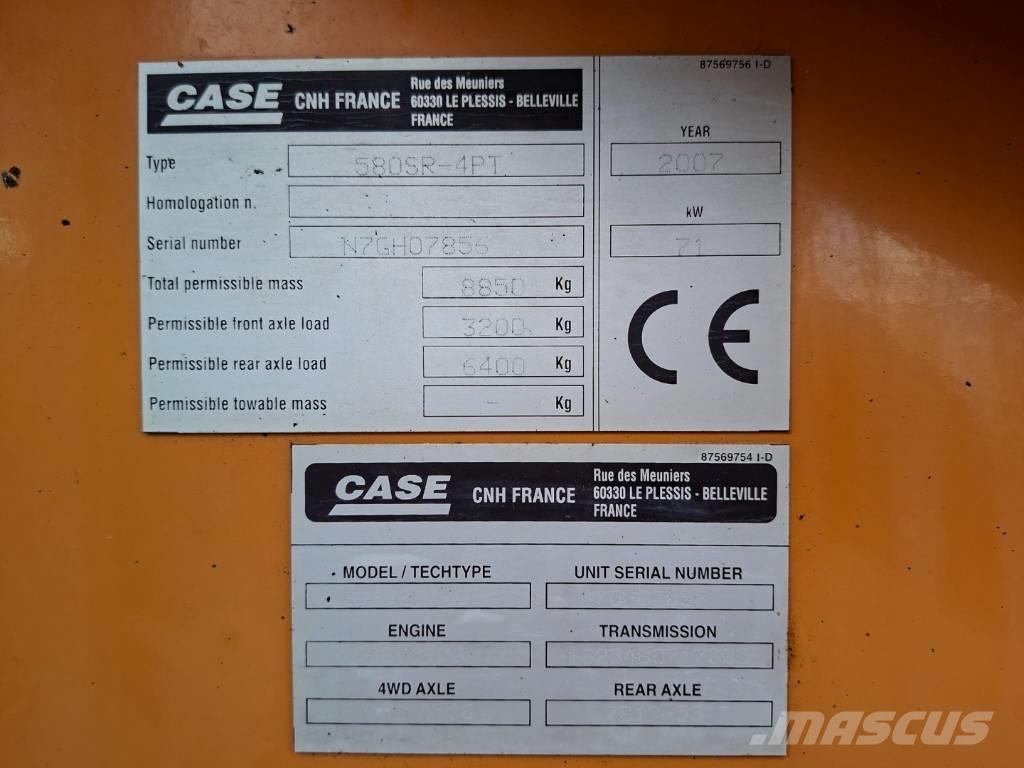 87569756 I-D
CASE CNH FRANCE
Rue des Meuniers
60330 LE PLESSIS - BELLEVILLE
FRANCE
Type 580SR-4PT
Homologation n.
Serial number N7GH07856
Total permissible mass 8850 Kg
Permissible front axle load 3200 Kg
Permissible rear axle load 6400 Kg
Permissible towable mass - Kg
YEAR
2007
kW
71
CE
87569754 I-D
CASE CNH FRANCE
Rue des Meuniers
60330 LE PLESSIS - BELLEVILLE
FRANCE
MODEL / TECHTYPE
UNIT SERIAL NUMBER
ENGINE
TRANSMISSION
4WD AXLE
REAR AXLE
MASCUS